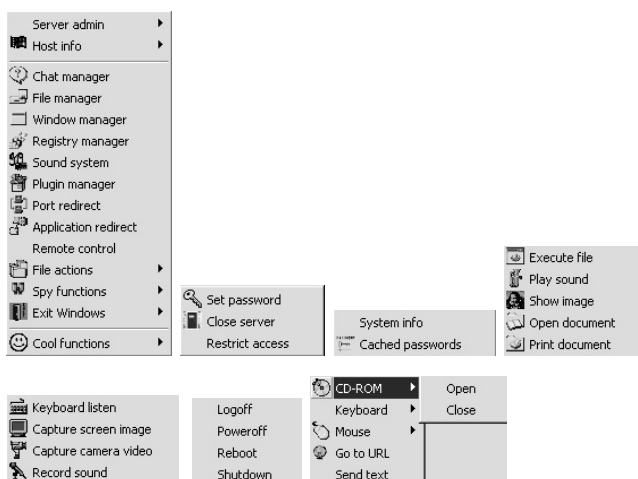 Server admin
Host info
Chat manager
File manager
Window manager
Registry manager
Sound system
Plugin manager
Port redirect
Application redirect
Remote control
File actions
Spy functions
Exit Windows
Cool functions
Set password
Close server
Restrict access
System info
Cached passwords
Execute file
Play sound
Show image
Open document
Print document
Keyboard listen
Capture screen image
Capture camera video
Record sound
Logoff
Poweroff
Reboot
Shutdown
CD-ROM
Keyboard
Mouse
Go to URL
Send text
Open
Close